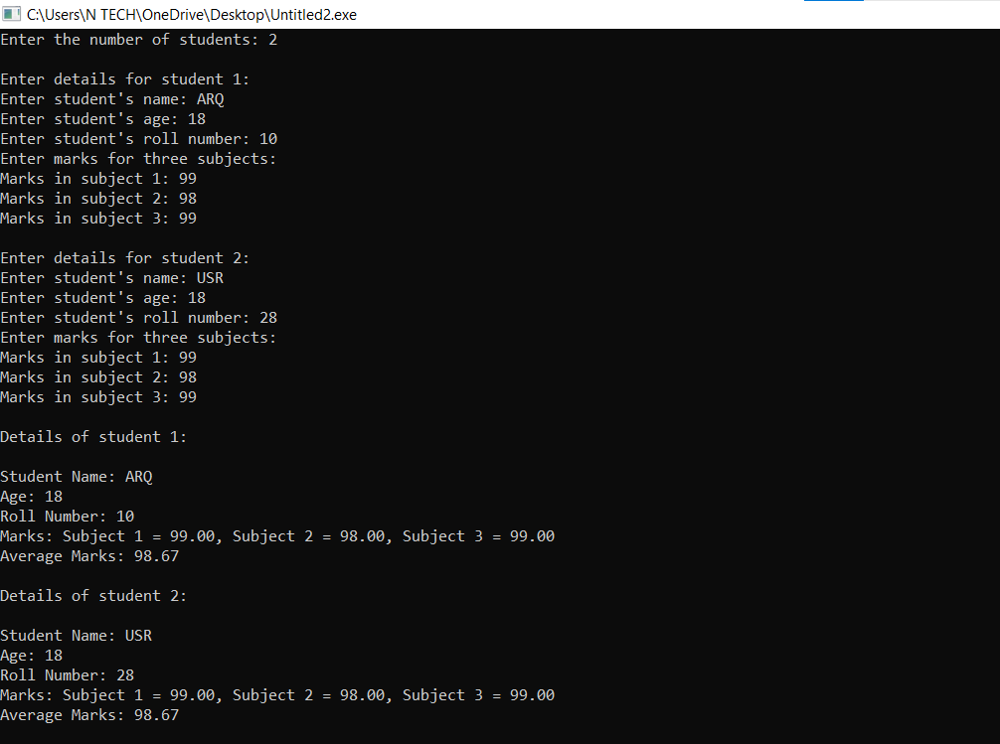 C:\Users\N TECH\OneDrive\Desktop\Untitled2.exe
Enter the number of students: 2
Enter details for student 1:
Enter student's name: ARQ
Enter student's age: 18
Enter student's roll number: 10
Enter marks for three subjects:
Marks in subject 1: 99
Marks in subject 2: 98
Marks in subject 3: 99
Enter details for student 2:
Enter student's name: USR
Enter student's age: 18
Enter student's roll number: 28
Enter marks for three subjects:
Marks in subject 1: 99
Marks in subject 2: 98
Marks in subject 3: 99
Details of student 1:
Student Name: ARQ
Age: 18
Roll Number: 10
Marks: Subject 1 = 99.00, Subject 2 = 98.00, Subject 3 = 99.00
Average Marks: 98.67
Details of student 2:
Student Name: USR
Age: 18
Roll Number: 28
Marks: Subject 1 = 99.00, Subject 2 = 98.00, Subject 3 = 99.00
Average Marks: 98.67